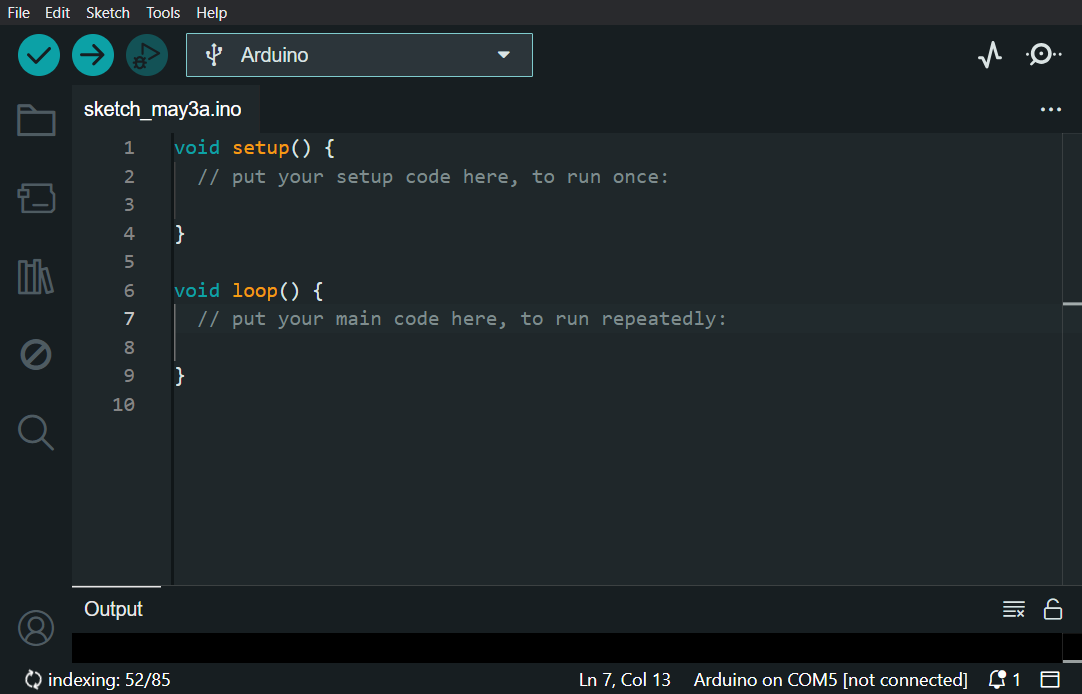 File Edit Sketch Tools Help
Arduino
sketch_may3a.ino
1 void setup() {
2 // put your setup code here, to run once:
3
4 }
5
6 void loop() {
7 // put your main code here, to run repeatedly:
8
9 }
10
Output
indexing: 52/85 Ln 7, Col 13 Arduino on COM5 [not connected] 1